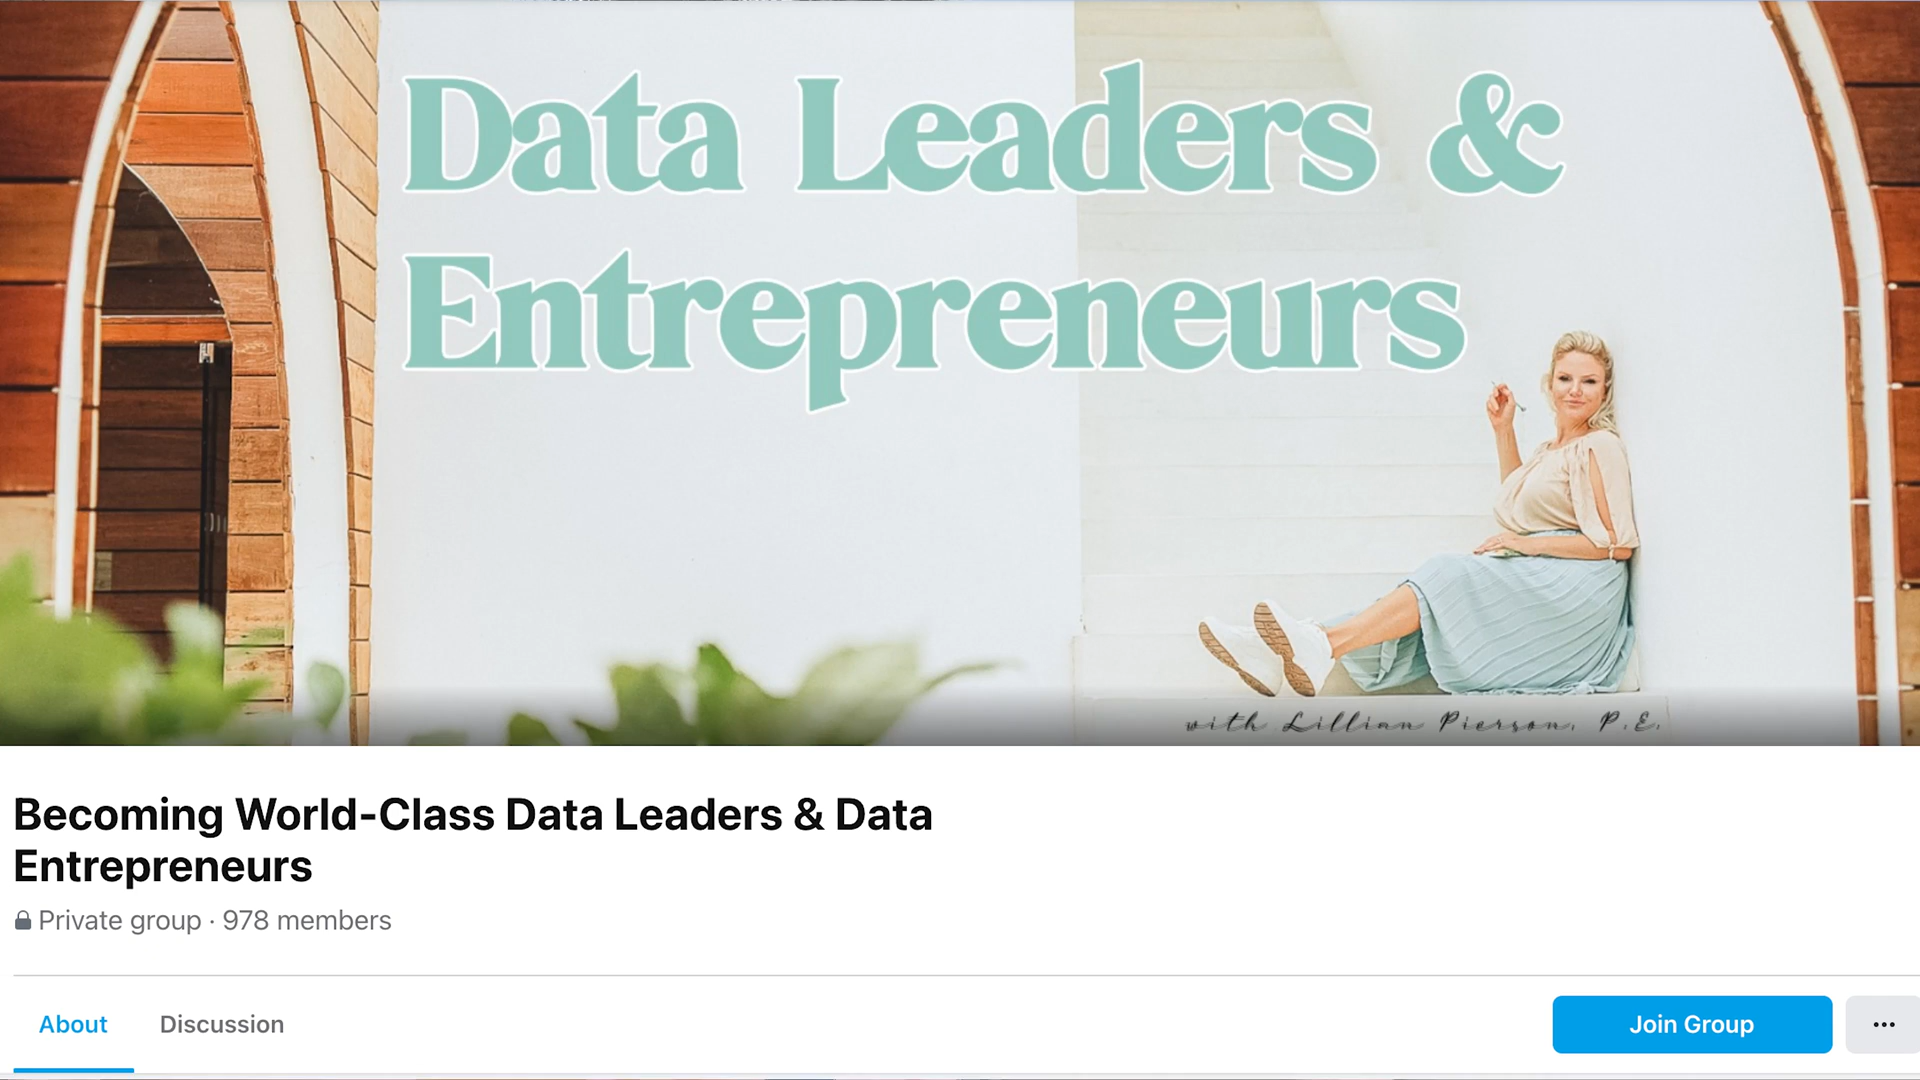 Data Leaders &
Entrepreneurs
with Lillian Pierson, P.E.
Becoming World-Class Data Leaders & Data
Entrepreneurs
Private group · 978 members
About
Discussion
Join Group